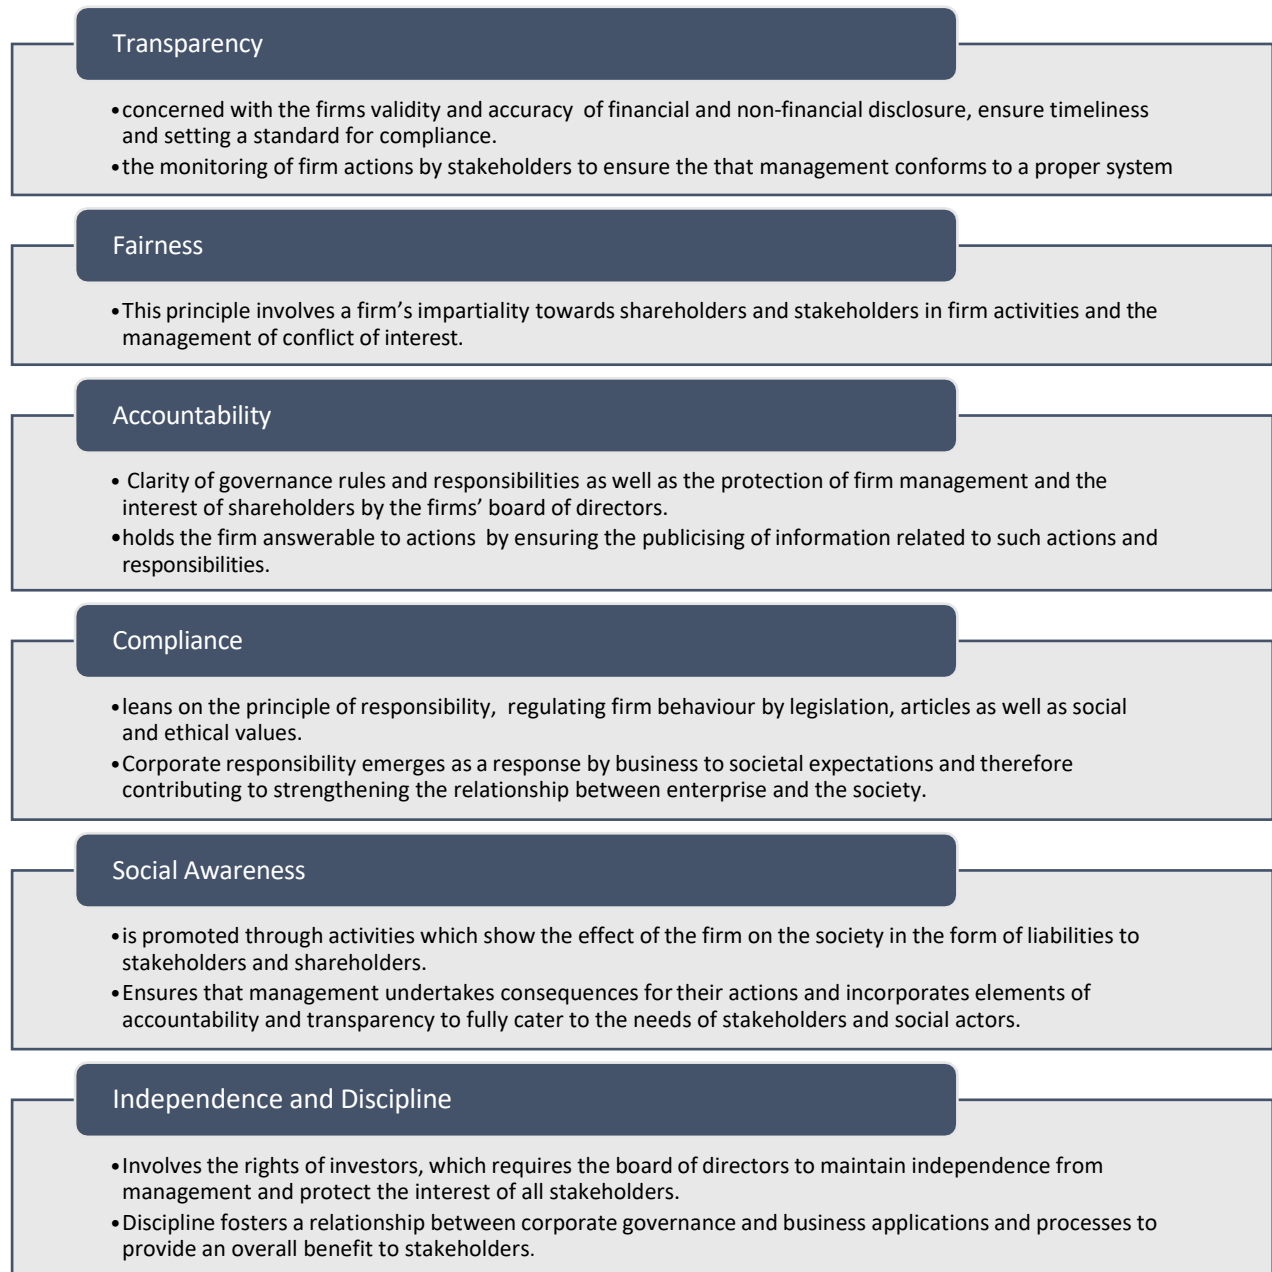 Transparency
•concerned with the firms validity and accuracy of financial and non-financial disclosure, ensure timeliness
and setting a standard for compliance.
•the monitoring of firm actions by stakeholders to ensure the that management conforms to a proper system
Fairness
•This principle involves a firm’s impartiality towards shareholders and stakeholders in firm activities and the
management of conflict of interest.
Accountability
• Clarity of governance rules and responsibilities as well as the protection of firm management and the
interest of shareholders by the firms’ board of directors.
•holds the firm answerable to actions by ensuring the publicising of information related to such actions and
responsibilities.
Compliance
•leans on the principle of responsibility, regulating firm behaviour by legislation, articles as well as social
and ethical values.
•Corporate responsibility emerges as a response by business to societal expectations and therefore
contributing to strengthening the relationship between enterprise and the society.
Social Awareness
•is promoted through activities which show the effect of the firm on the society in the form of liabilities to
stakeholders and shareholders.
•Ensures that management undertakes consequences for their actions and incorporates elements of
accountability and transparency to fully cater to the needs of stakeholders and social actors.
Independence and Discipline
•Involves the rights of investors, which requires the board of directors to maintain independence from
management and protect the interest of all stakeholders.
•Discipline fosters a relationship between corporate governance and business applications and processes to
provide an overall benefit to stakeholders.